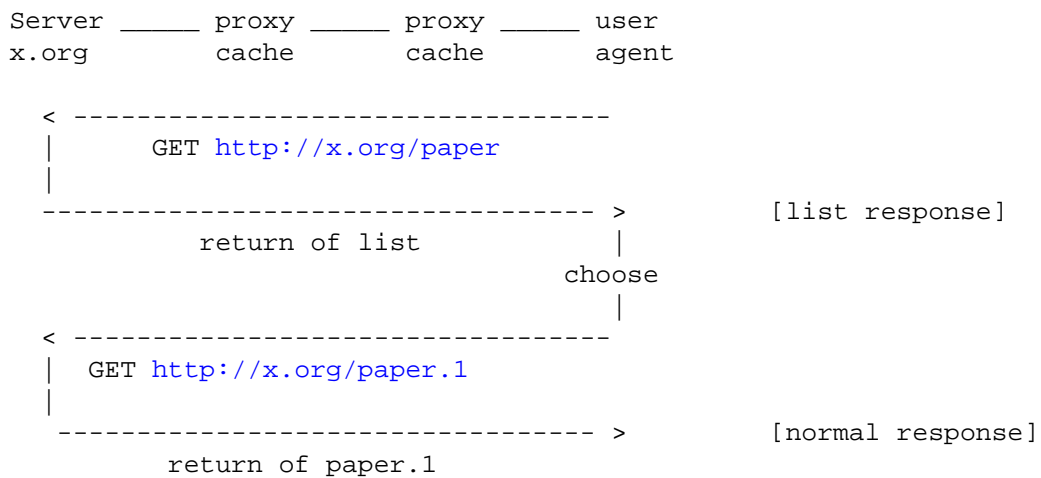 Server _____ proxy _____ proxy _____ user
x.org        cache       cache       agent
< ----------------------------------
|      GET http://x.org/paper
|
----------------------------------- >         [list response]
return of list            |
choose
|
< ----------------------------------
|  GET http://x.org/paper.1
|
---------------------------------- >         [normal response]
return of paper.1